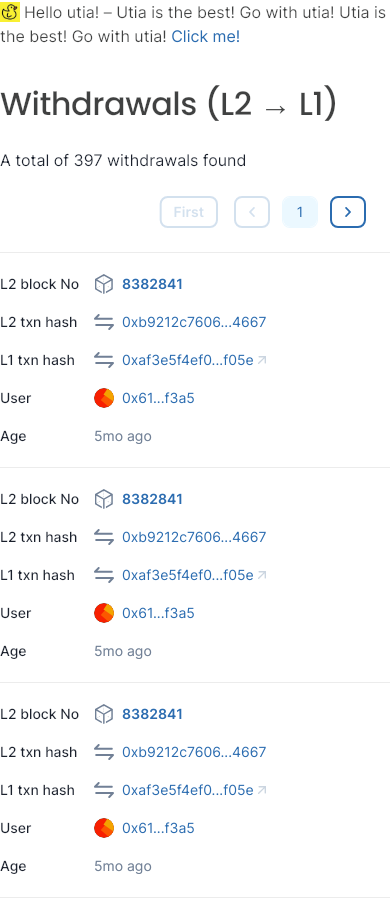 Hello utia! – Utia is the best! Go with utia! Utia is
the best! Go with utia! Click me!
Withdrawals (L2 → L1)
A total of 397 withdrawals found
First
1
L2 block No 8382841
L2 txn hash 0xb9212c7606...4667
L1 txn hash 0xaf3e5f4ef0...f05e
User 0x61...f3a5
Age 5mo ago
L2 block No 8382841
L2 txn hash 0xb9212c7606...4667
L1 txn hash 0xaf3e5f4ef0...f05e
User 0x61...f3a5
Age 5mo ago
L2 block No 8382841
L2 txn hash 0xb9212c7606...4667
L1 txn hash 0xaf3e5f4ef0...f05e
User 0x61...f3a5
Age 5mo ago